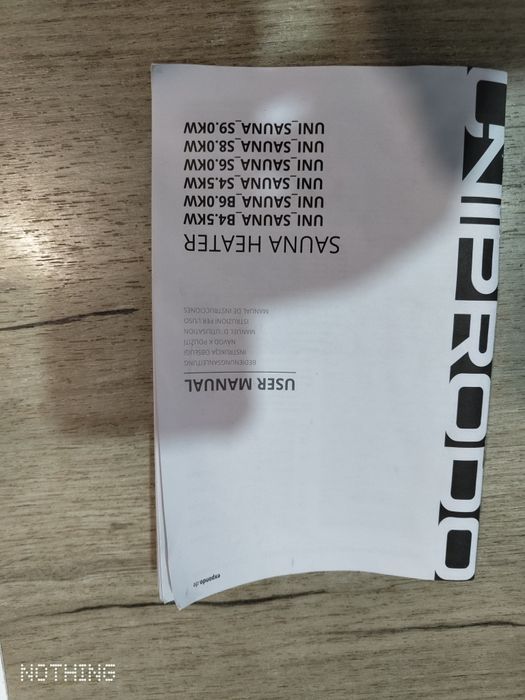 UNIPRODO
USER MANUAL
BEDIENUNGSANLEITUNG
INSTRUKCJA OBSŁUGI
NÁVOD K POUŽITÍ
MANUEL D´UTILISATION
ISTRUZIONI PER L'USO
MANUAL DE INSTRUCCIONES
SAUNA HEATER
UNI_SAUNA_B4.5KW
UNI_SAUNA_B6.0KW
UNI_SAUNA_S4.5KW
UNI_SAUNA_S6.0KW
UNI_SAUNA_S8.0KW
UNI_SAUNA_S9.0KW
expondo.de
NOTHING